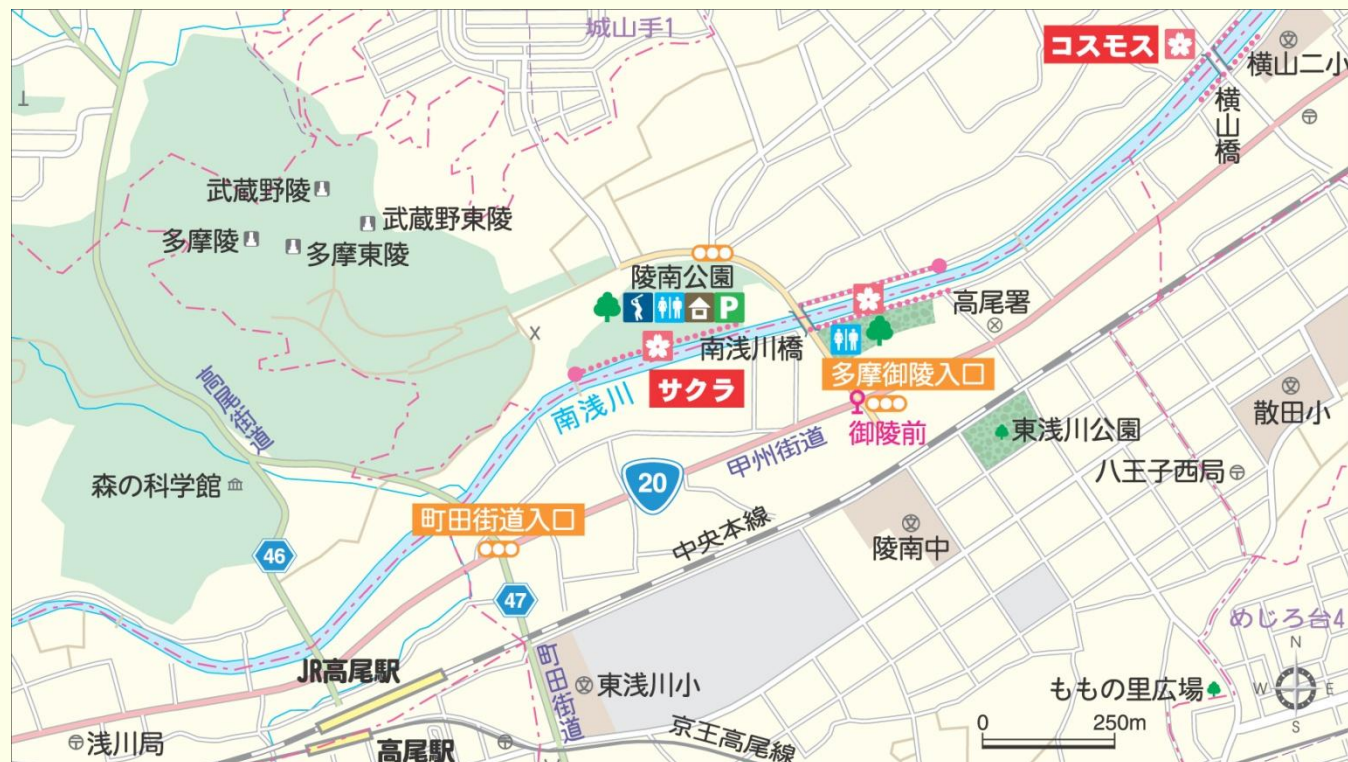 城山手1
コスモス
横山二小
横山橋
武蔵野陵
武蔵野東陵
多摩陵
多摩東陵
陵南公園
P
高尾署
南浅川橋
多摩御陵入口
サクラ
南浅川
御陵前
高尾街道
東浅川公園
散田小
甲州街道
八王子西局
森の科学館
20
町田街道入口
中央本線
陵南中
46
47
めじろ台4
N
W
E
S
JR高尾駅
町田街道
東浅川小
ももの里広場
0
250m
浅川局
高尾駅
京王高尾線